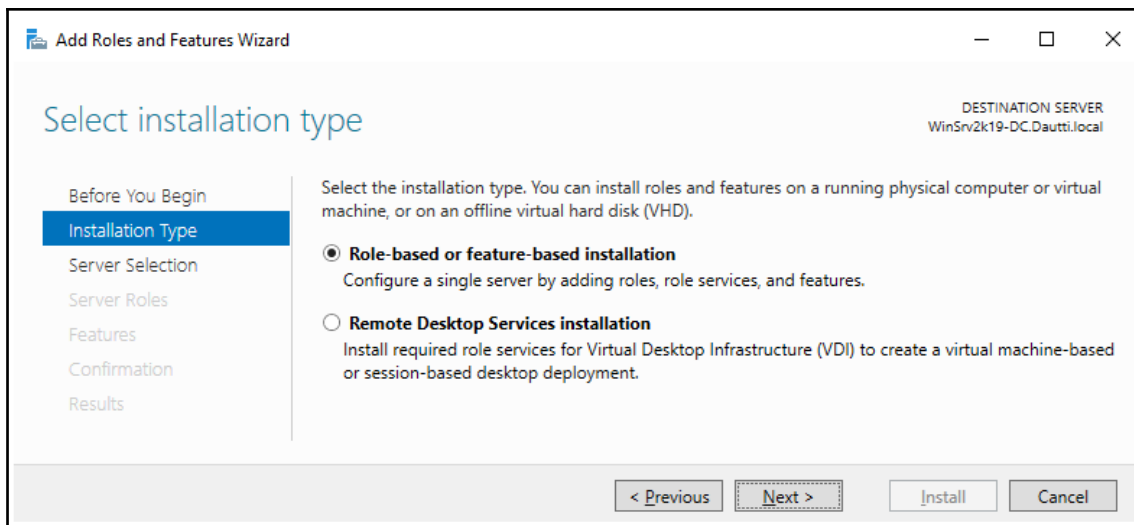 Add Roles and Features Wizard
Select installation type
DESTINATION SERVER
WinSrv2k19-DC.Dautti.local
Before You Begin
Installation Type
Server Selection
Server Roles
Features
Confirmation
Results
Select the installation type. You can install roles and features on a running physical computer or virtual
machine, or on an offline virtual hard disk (VHD).
Role-based or feature-based installation
Configure a single server by adding roles, role services, and features.
Remote Desktop Services installation
Install required role services for Virtual Desktop Infrastructure (VDI) to create a virtual machine-based
or session-based desktop deployment.
< Previous
Next >
Install
Cancel